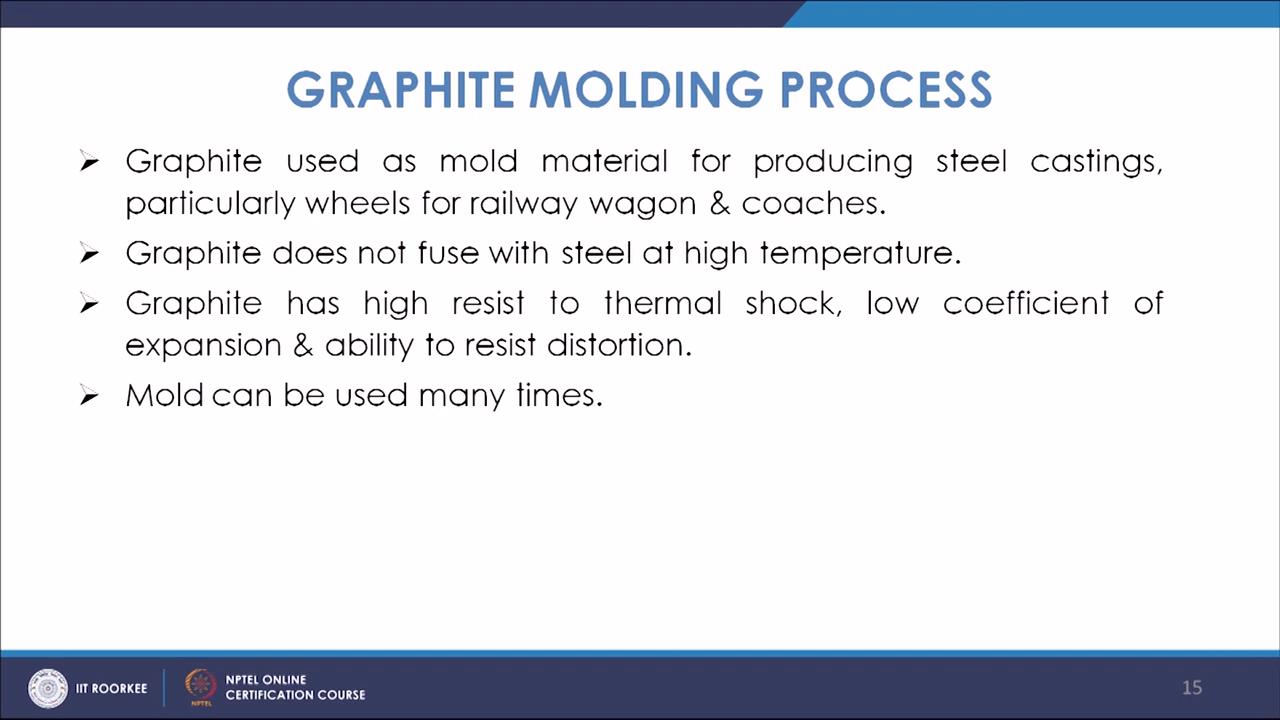 GRAPHITE MOLDING PROCESS
Graphite used as mold material for producing steel castings,
particularly wheels for railway wagon & coaches.
Graphite does not fuse with steel at high temperature.
Graphite has high resist to thermal shock, low coefficient of
expansion & ability to resist distortion.
Mold can be used many times.
IIT ROORKEE
NPTEL
NPTEL ONLINE
CERTIFICATION COURSE
15